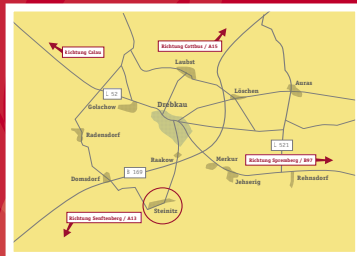 Richtung Cottbus / A15
Richtung Calau
Laubst
Auras
L 52
Löschen
Golschow
Drebkau
Radensdorf
L 521
Raakow
Merkur
Richtung Spremberg / B97
B 169
Domsdorf
Jehserig
Rehnsdorf
Steinitz
Richtung Senftenberg / A13